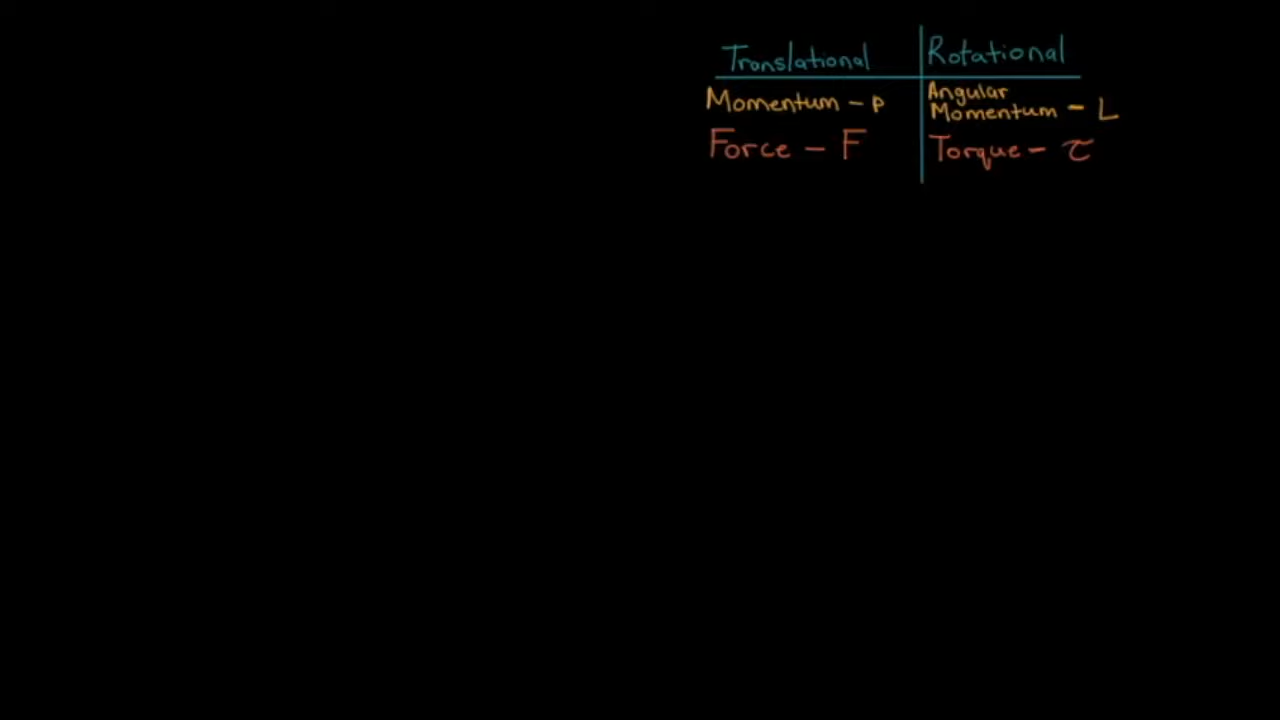 Translational Rotational
Momentum - p Angular
Momentum - L
Force - F Torque - τ